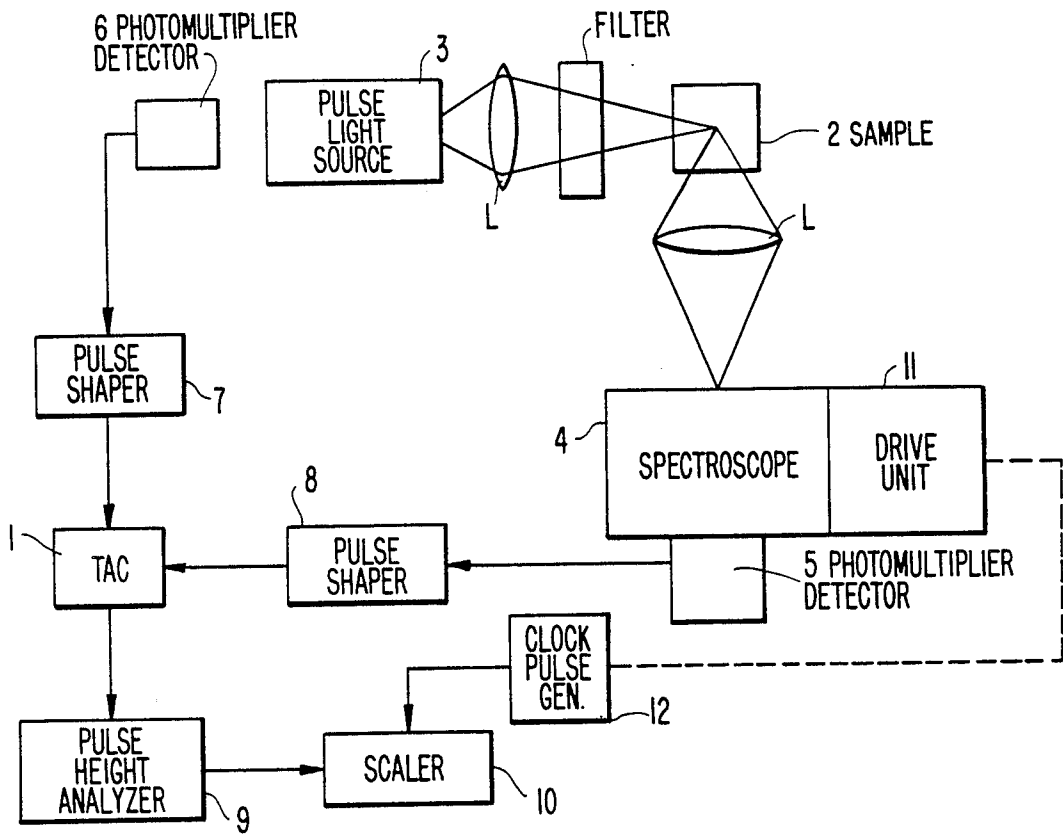 6 PHOTOMULTIPLIER
DETECTOR
3
FILTER
PULSE
LIGHT
SOURCE
2 SAMPLE
L
L
PULSE
SHAPER
7
11
4
SPECTROSCOPE
DRIVE
UNIT
8
1
TAC
PULSE
SHAPER
5 PHOTOMULTIPLIER
DETECTOR
CLOCK
PULSE
GEN.
12
PULSE
HEIGHT
ANALYZER
9
SCALER
10